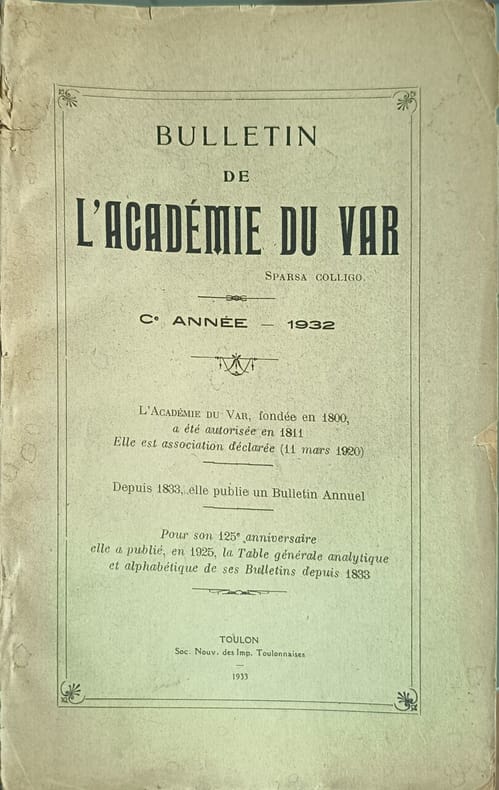 BULLETIN
DE
L'ACADÉMIE DU VAR
SPARSA COLLIGO.
Ce ANNÉE — 1932
L'ACADÉMIE DU VAR, fondée en 1800,
a été autorisée en 1811
Elle est association déclarée (11 mars 1920)
Depuis 1833, elle publie un Bulletin Annuel
Pour son 125e anniversaire
elle a publié, en 1925, la Table générale analytique
et alphabétique de ses Bulletins depuis 1833
TOULON
Soc. Nouv. des Imp. Toulonnaises
—
1933